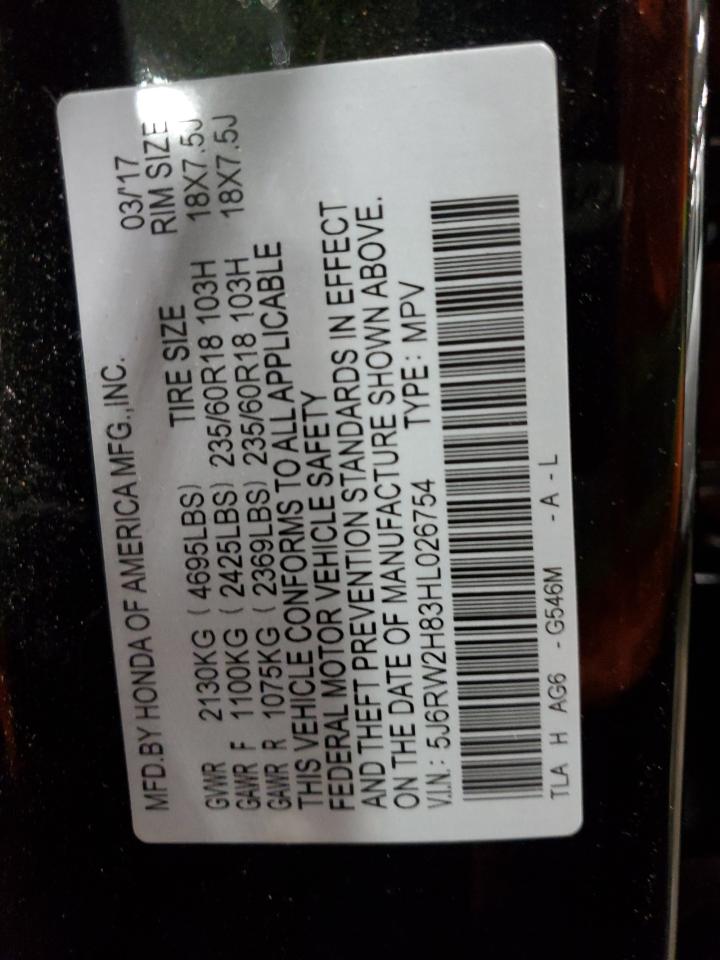 MFD.BY HONDA OF AMERICA MFG.,INC. 03/'17
TIRE SIZE RIM SIZE
GVWR 2130KG ( 4695LBS)
GAWR F 1100KG ( 2425LBS) 235/60R18 103H 18X7.5J
GAWR R 1075KG ( 2369LBS) 235/60R18 103H 18X7.5J
THIS VEHICLE CONFORMS TO ALL APPLICABLE
FEDERAL MOTOR VEHICLE SAFETY
AND THEFT PREVENTION STANDARDS IN EFFECT
ON THE DATE OF MANUFACTURE SHOWN ABOVE.
V.I.N.: 5J6RW2H83HL026754 TYPE: MPV
TLA H AG6 - G546M - A - L